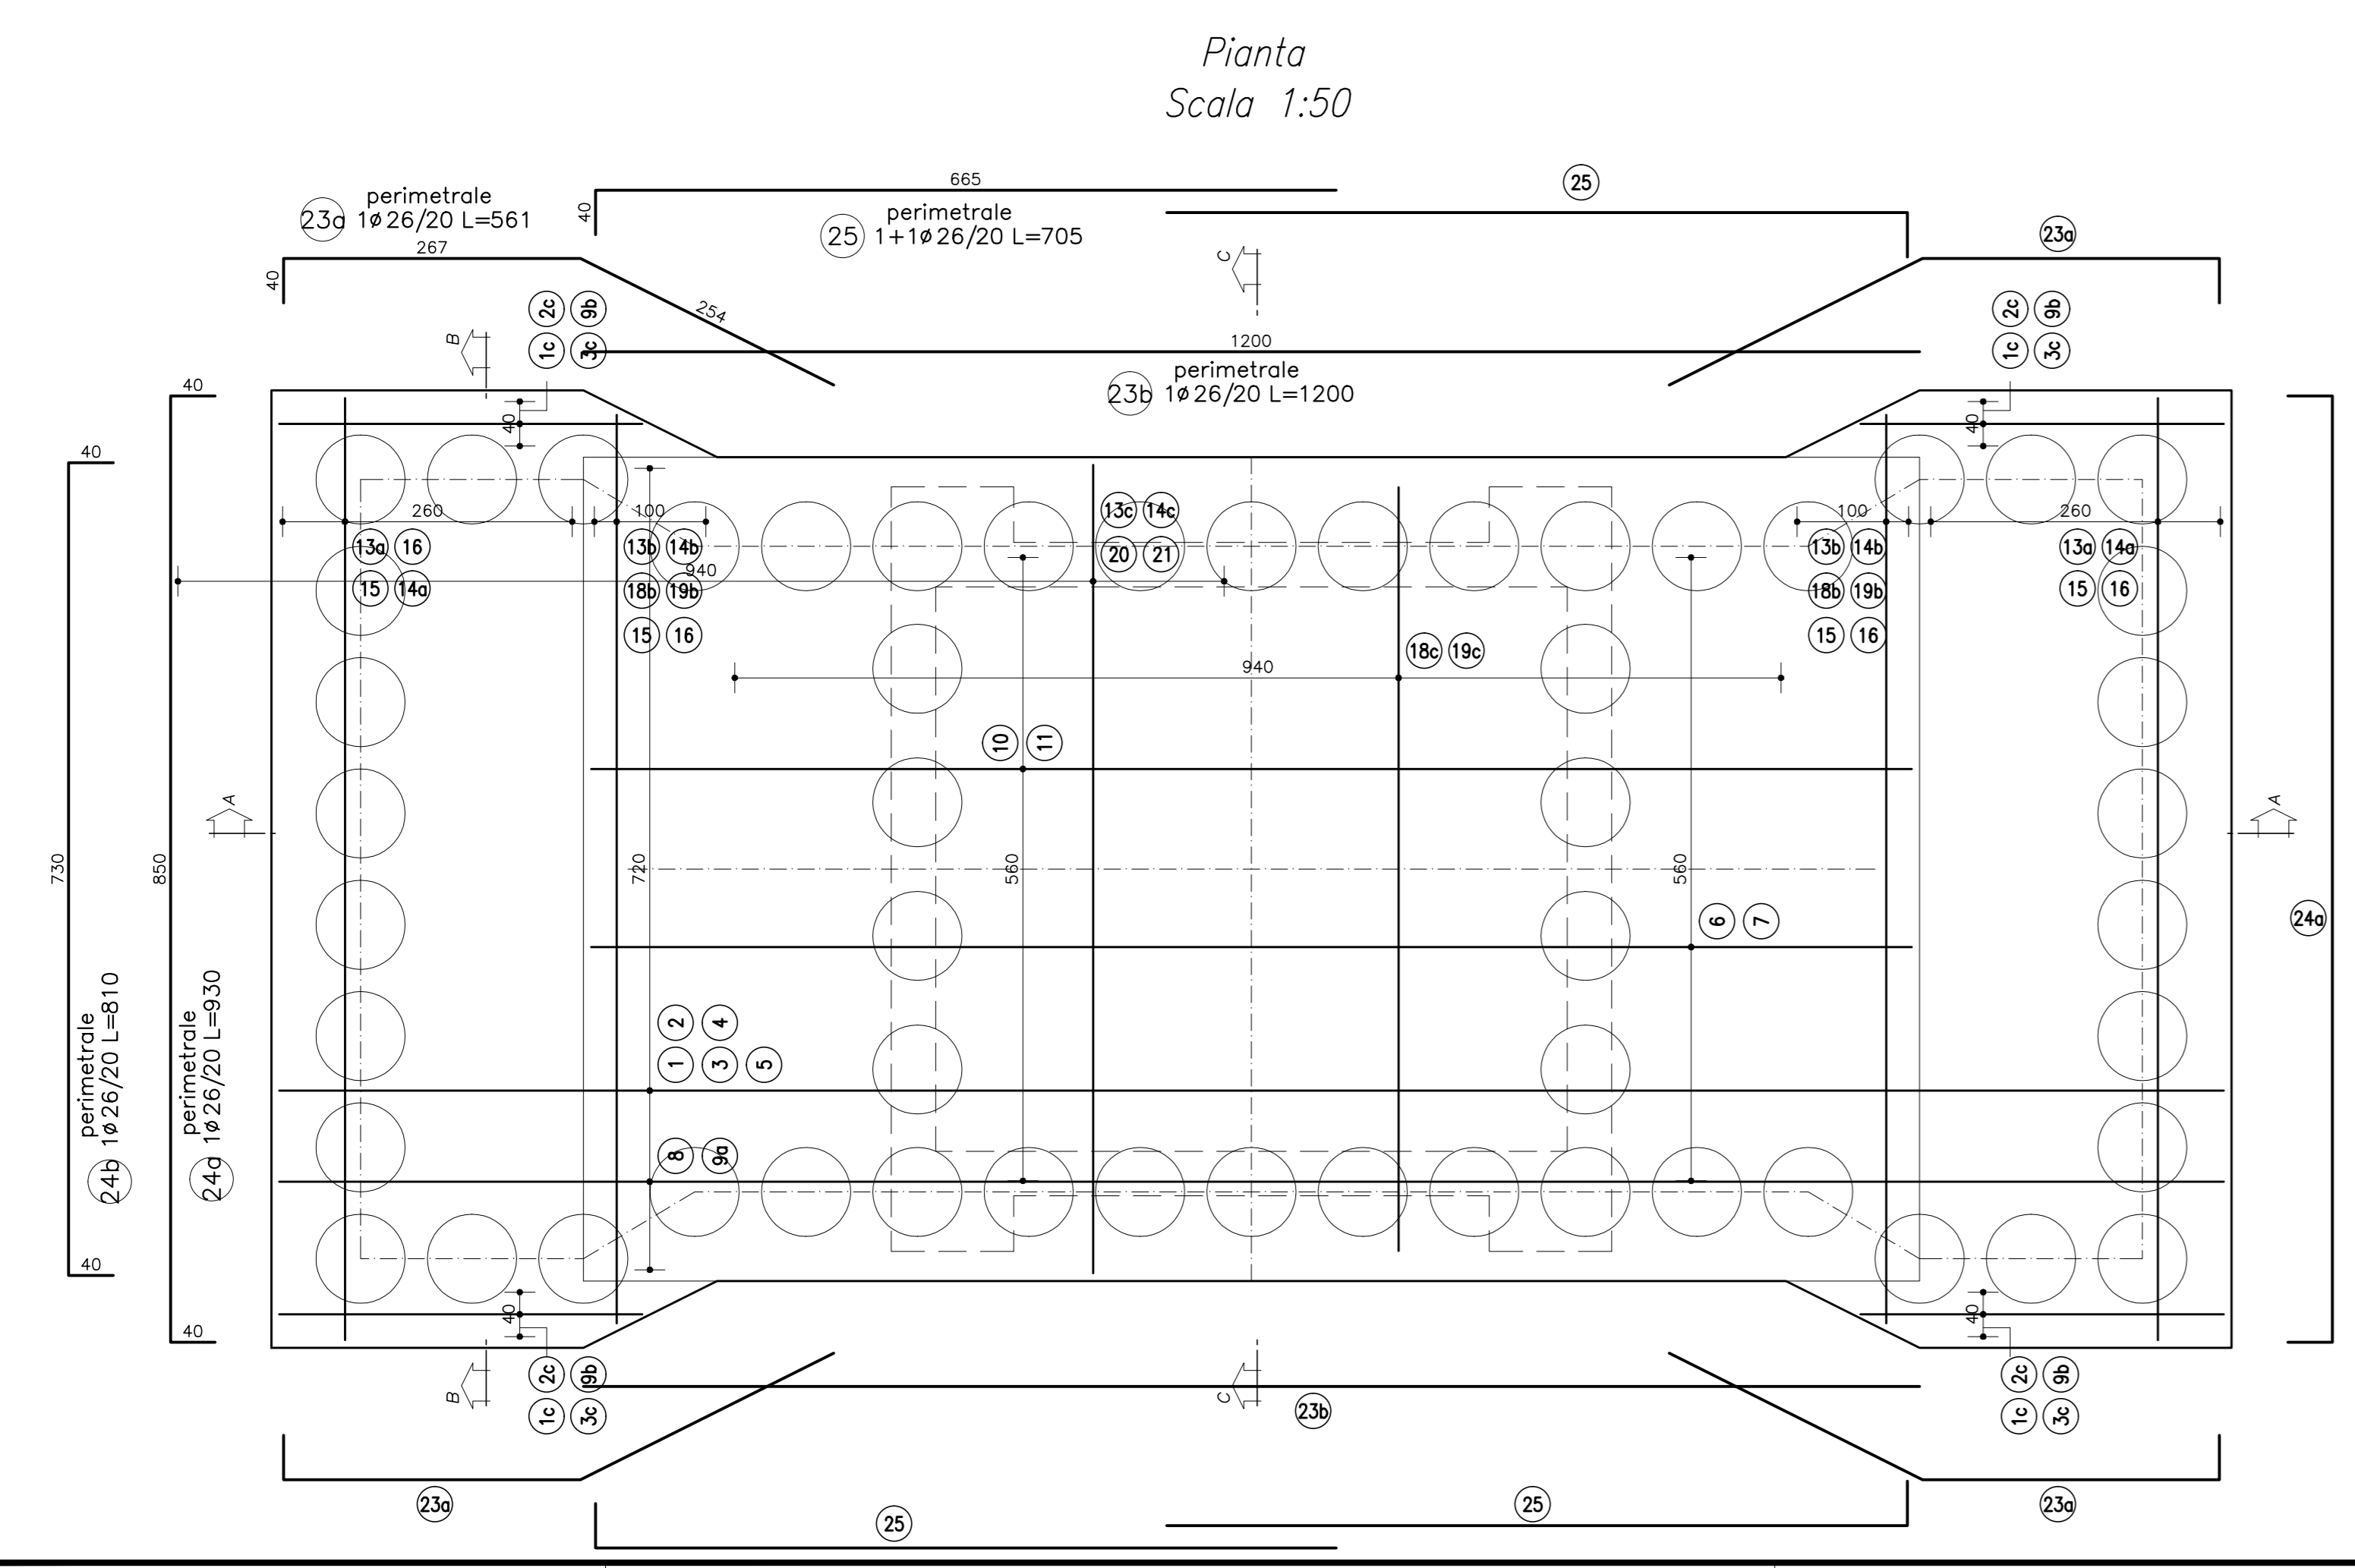 Pianta
Scala 1:50
665
25
perimetrale
23a 1ø26/20 L=561
40
perimetrale
25 1+1ø26/20 L=705
23a
267
40
C
254
2c 9b
1c 3c
B
2c 9b
1c 3c
1200
perimetrale
23b 1ø26/20 L=1200
40
40
40
40
260
100
13c 14c
20 21
100
260
13a 16
15 14a
13b 14b
18b 19b
15 16
940
13b 14b
18b 19b
15 16
13a 14a
15 16
18c 19c
940
10 11
A
A
730
850
720
560
560
6 7
24a
perimetrale
24b 1ø26/20 L=810
perimetrale
24a 1ø26/20 L=930
2 4
1 3 5
8 9a
40
40
40
40
B
2c 9b
1c 3c
C
23b
2c 9b
1c 3c
23a
25
25
23a